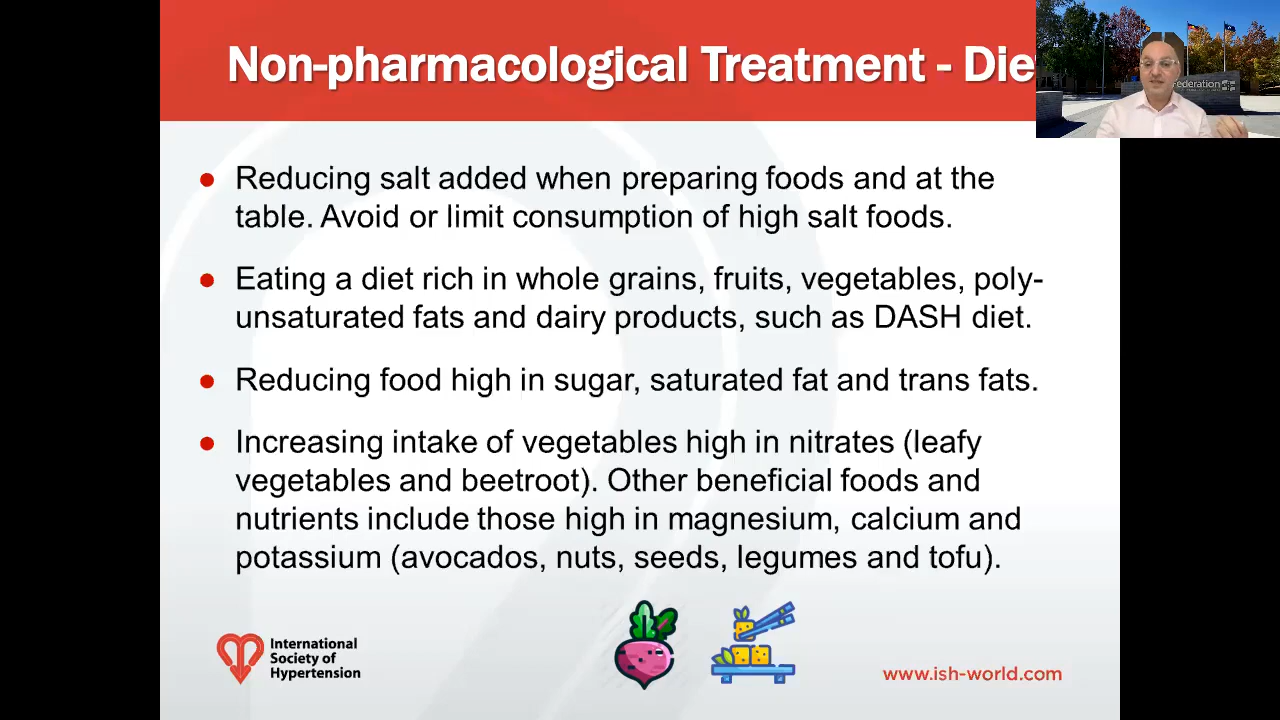 Non-pharmacological Treatment - Die
Federation
Reducing salt added when preparing foods and at the
table. Avoid or limit consumption of high salt foods.
Eating a diet rich in whole grains, fruits, vegetables, poly-
unsaturated fats and dairy products, such as DASH diet.
Reducing food high in sugar, saturated fat and trans fats.
Increasing intake of vegetables high in nitrates (leafy
vegetables and beetroot). Other beneficial foods and
nutrients include those high in magnesium, calcium and
potassium (avocados, nuts, seeds, legumes and tofu).
International
Society of
Hypertension
www.ish-world.com